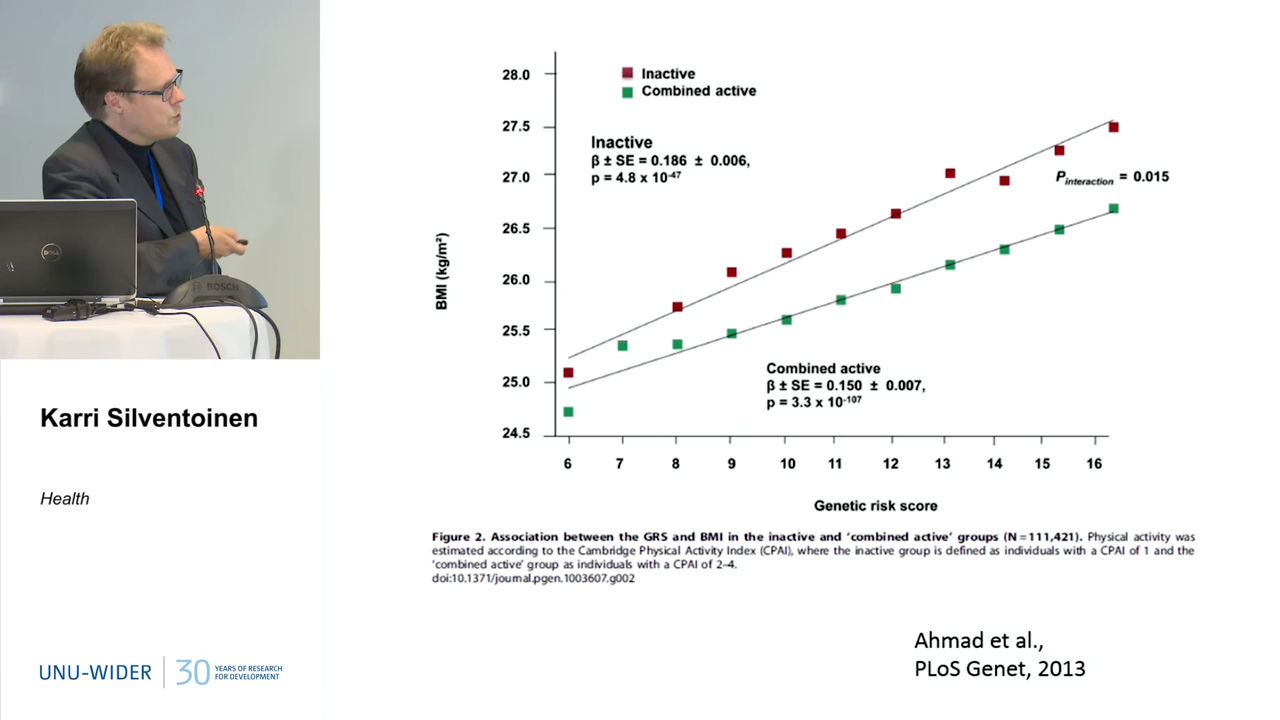 DELL
BOSCH
Karri Silventoinen
Health
UNU-WIDER
30 YEARS OF RESEARCH
FOR DEVELOPMENT
Inactive
Combined active
Inactive
β ± SE = 0.186 ± 0.006,
p = 4.8 x 10⁻⁴⁷
P interaction = 0.015
Combined active
β ± SE = 0.150 ± 0.007,
p = 3.3 x 10⁻¹⁰⁷
BMI (kg/m²)
28.0
27.5
27.0
26.5
26.0
25.5
25.0
24.5
6 7 8 9 10 11 12 13 14 15 16
Genetic risk score
Figure 2. Association between the GRS and BMI in the inactive and 'combined active' groups (N = 111,421). Physical activity was
estimated according to the Cambridge Physical Activity Index (CPAI), where the inactive group is defined as individuals with a CPAI of 1 and the
'combined active' group as individuals with a CPAI of 2–4.
doi:10.1371/journal.pgen.1003607.g002
Ahmad et al.,
PLoS Genet, 2013